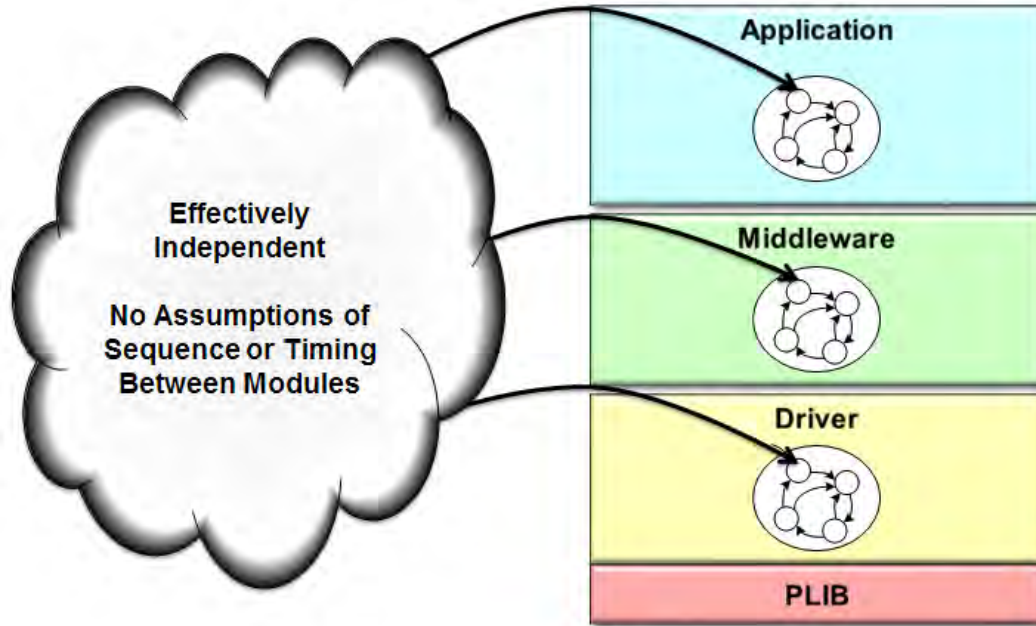 Effectively
Independent
No Assumptions of
Sequence or Timing
Between Modules
Application
Middleware
Driver
PLIB